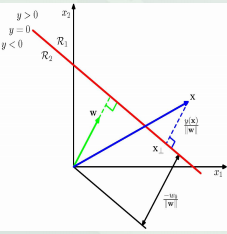 y > 0
y = 0
y < 0
x₂
R₁
R₂
w
x
y(x)
‖w‖
x⊥
x₁
−w₀
‖w‖